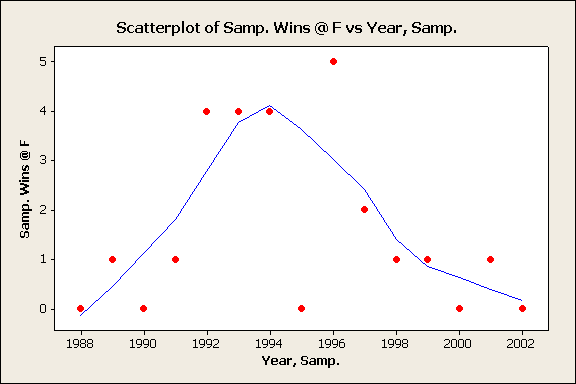 Scatterplot of Samp. Wins @ F vs Year, Samp.
5
4
3
2
1
0
Samp. Wins @ F
1988 1990 1992 1994 1996 1998 2000 2002
Year, Samp.